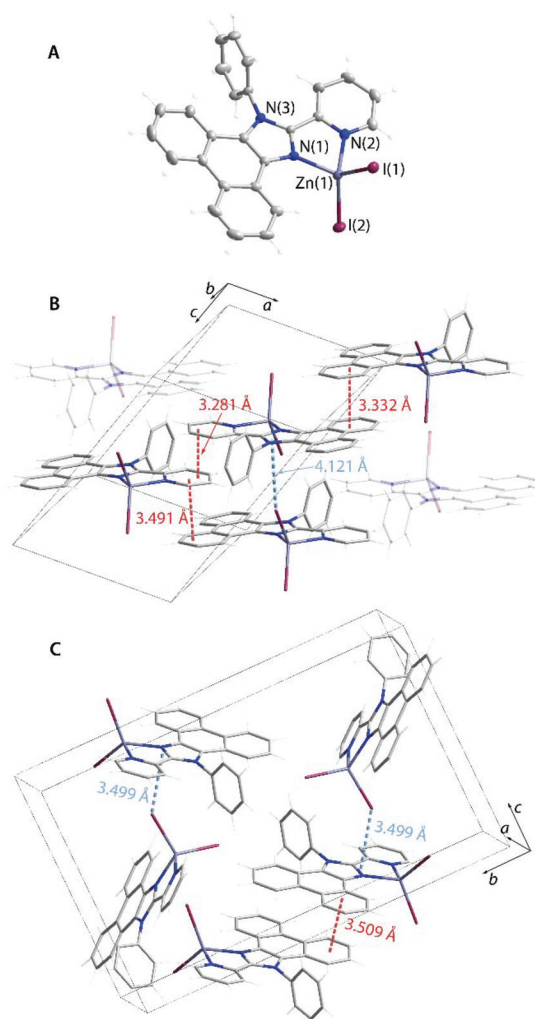 A
N(3)
N(1)
N(2)
Zn(1)
I(1)
I(2)
B
b
c
a
3.281 Å
3.332 Å
4.121 Å
3.491 Å
C
3.499 Å
3.499 Å
c
a
b
3.509 Å